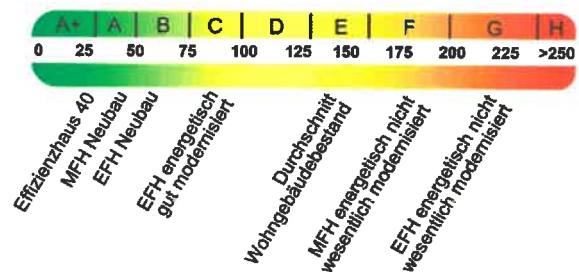 A+ A B C D E F G H
0 25 50 75 100 125 150 175 200 225 >250
Effizienzhaus 40
MFH Neubau
EFH Neubau
EFH energetisch
gut modernisiert
Durchschnitt
Wohngebäudebestand
MFH energetisch nicht
wesentlich modernisiert
EFH energetisch nicht
wesentlich modernisiert